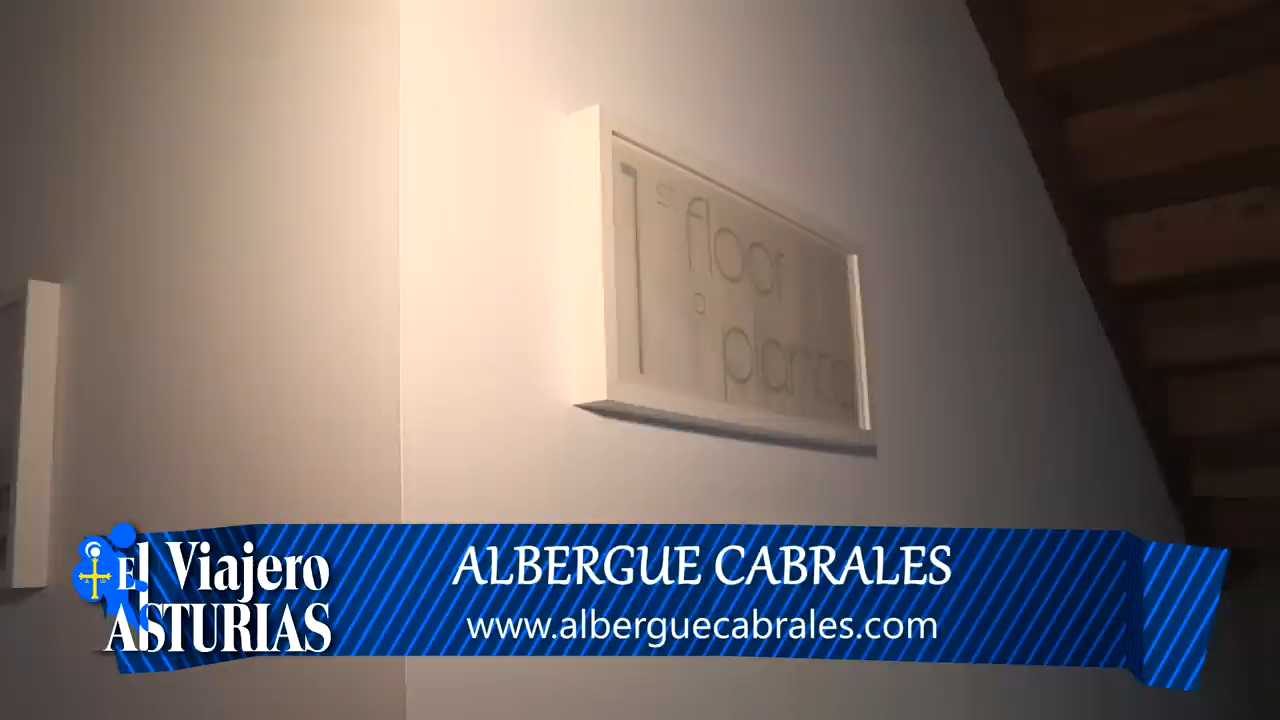 1st floor
1ª planta
El Viajero
ASTURIAS
ALBERGUE CABRALES
www.alberguecabrales.com